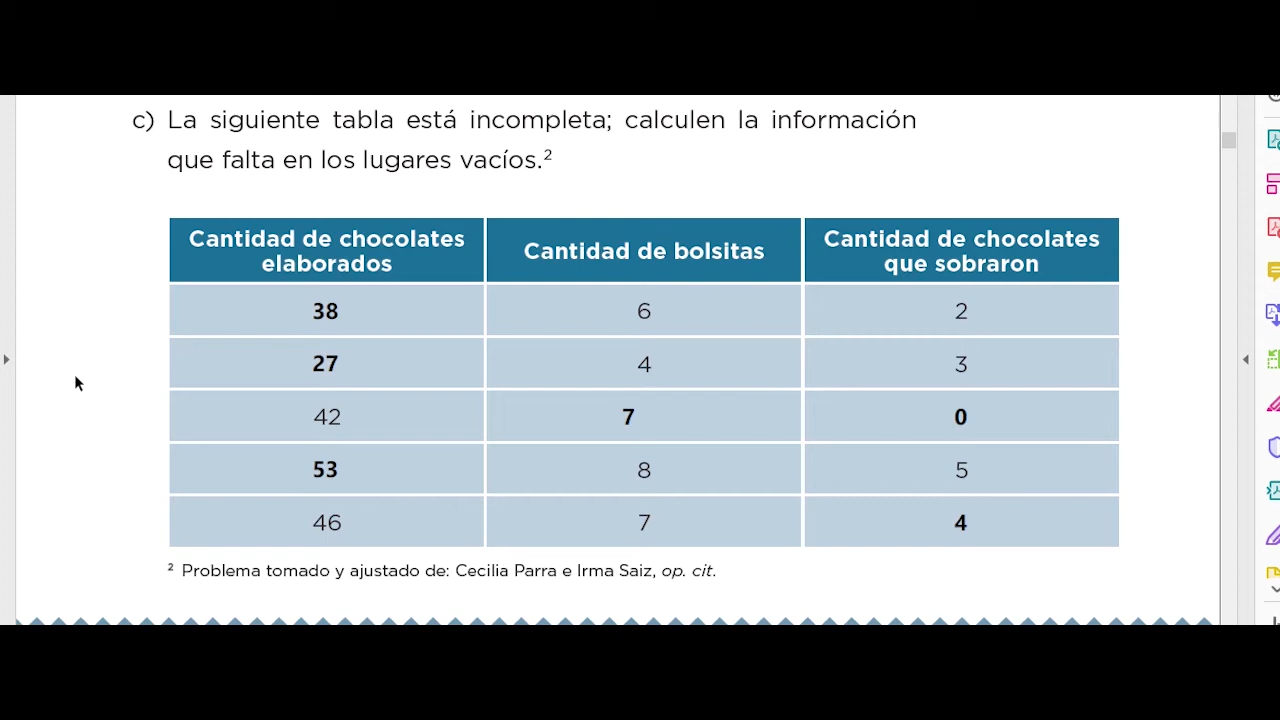 c) La siguiente tabla está incompleta; calculen la información
que falta en los lugares vacíos.²
Cantidad de chocolates elaborados | Cantidad de bolsitas | Cantidad de chocolates que sobraron
38 | 6 | 2
27 | 4 | 3
42 | 7 | 0
53 | 8 | 5
46 | 7 | 4
² Problema tomado y ajustado de: Cecilia Parra e Irma Saiz, op. cit.